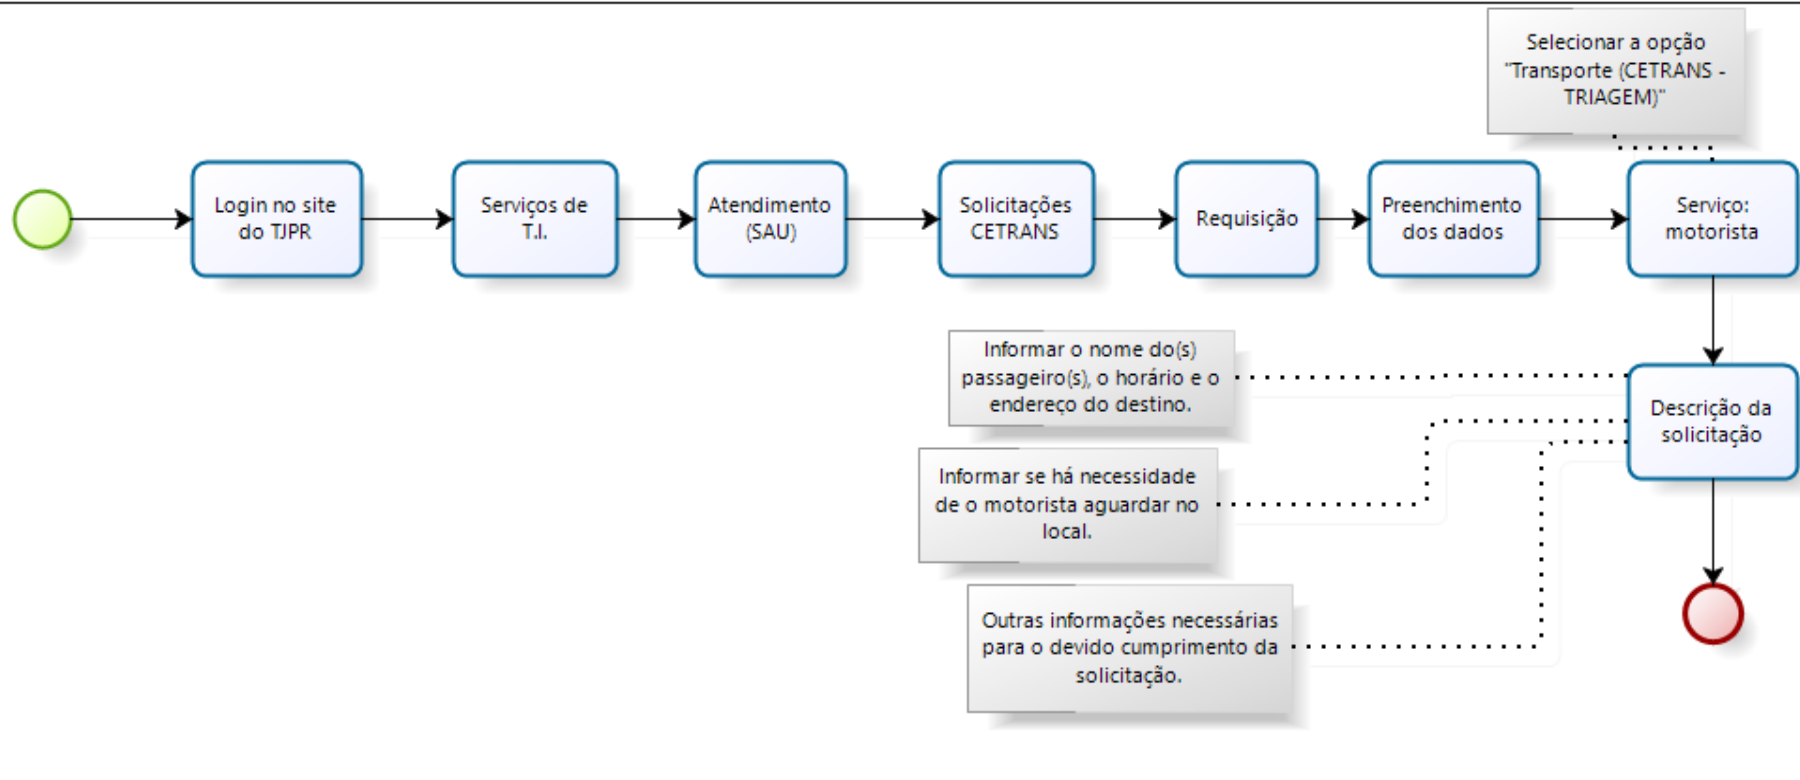 Selecionar a opção
"Transporte (CETRANS -
TRIAGEM)"
Login no site
do TJPR
Serviços de
T.I.
Atendimento
(SAU)
Solicitações
CETRANS
Requisição
Preenchimento
dos dados
Serviço:
motorista
Informar o nome do(s)
passageiro(s), o horário e o
endereço do destino.
Descrição da
solicitação
Informar se há necessidade
de o motorista aguardar no
local.
Outras informações necessárias
para o devido cumprimento da
solicitação.